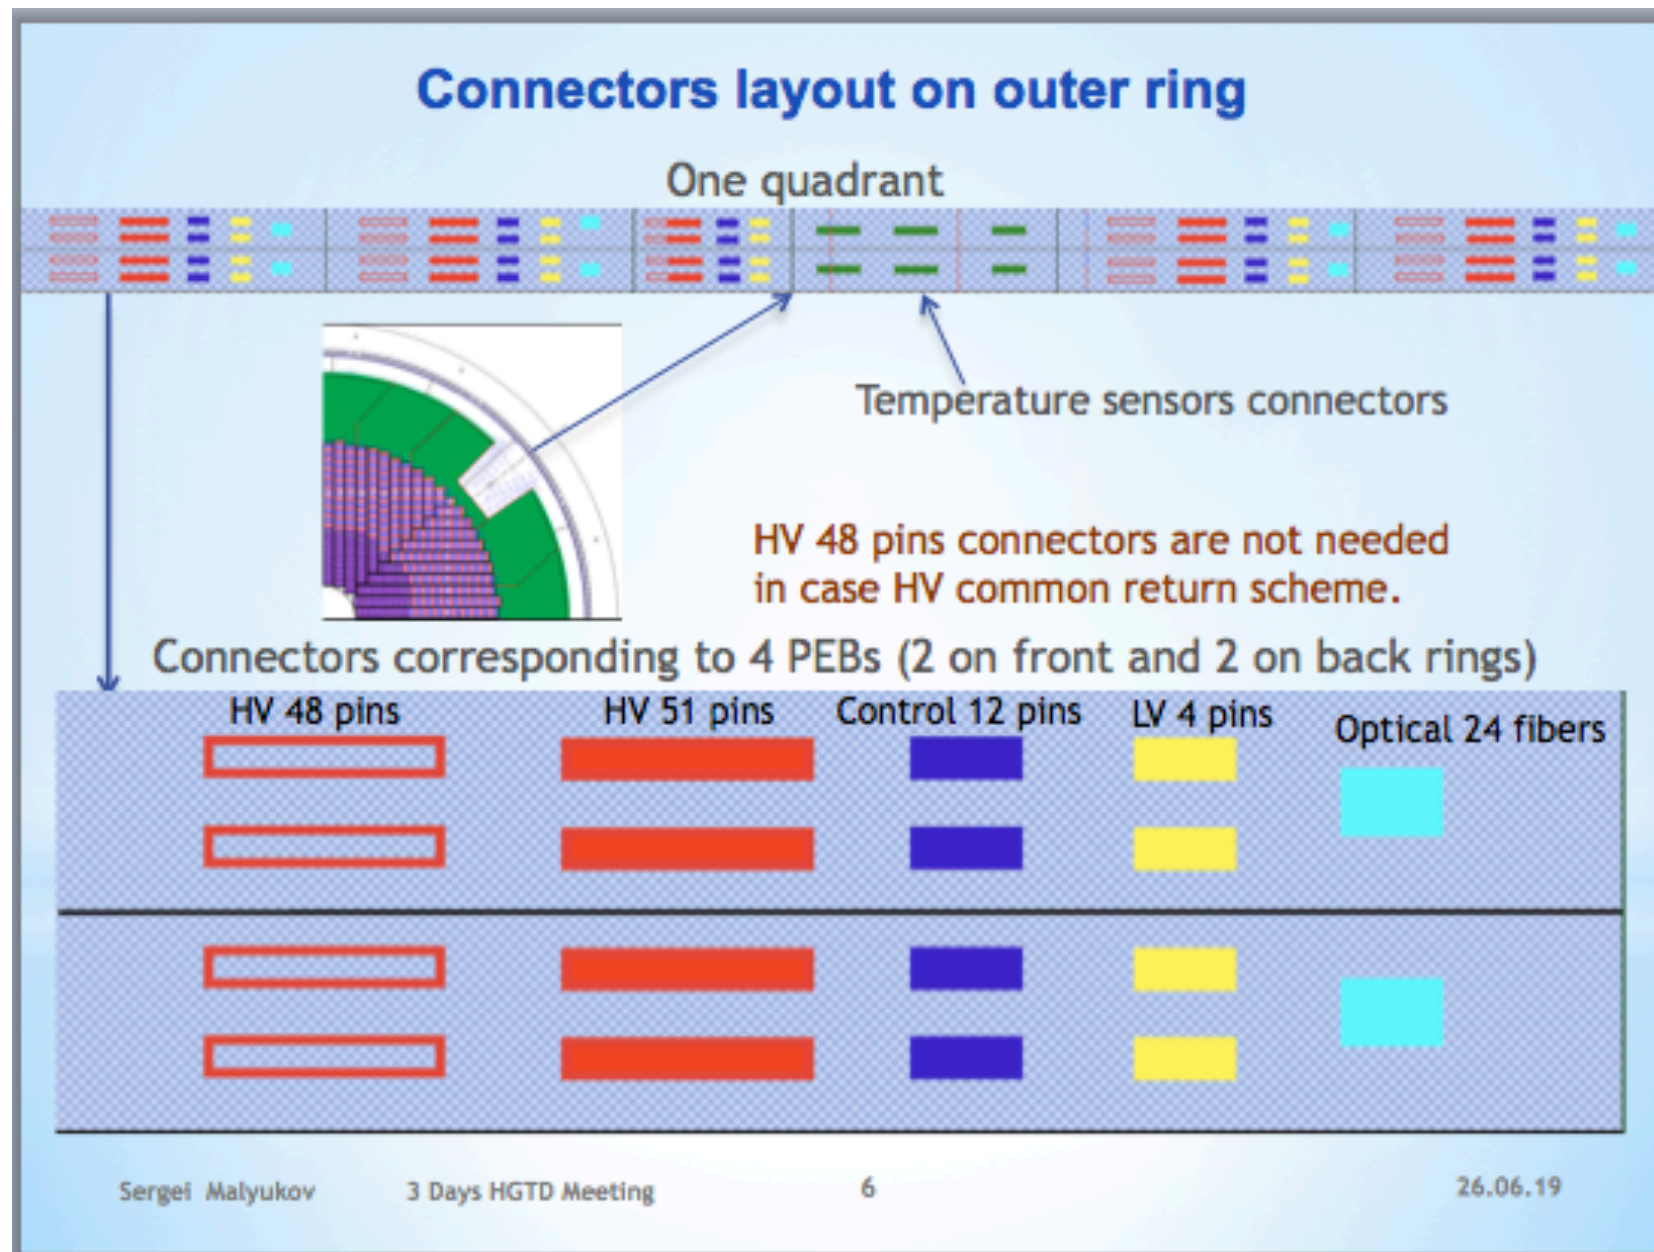 Connectors layout on outer ring
One quadrant
Temperature sensors connectors
HV 48 pins connectors are not needed
in case HV common return scheme.
Connectors corresponding to 4 PEBs (2 on front and 2 on back rings)
HV 48 pins HV 51 pins Control 12 pins LV 4 pins Optical 24 fibers
Sergei Malyukov 3 Days HGTD Meeting 6 26.06.19